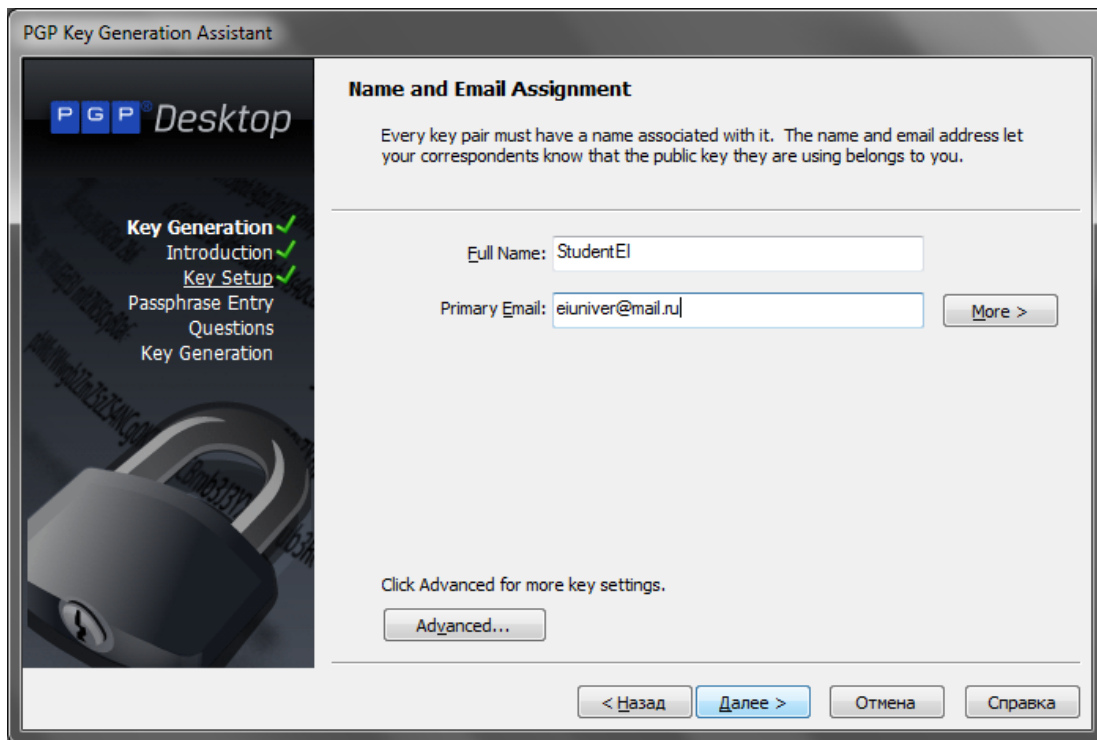 PGP Key Generation Assistant
PGP® Desktop
Key Generation
Introduction
Key Setup
Passphrase Entry
Questions
Key Generation
Name and Email Assignment
Every key pair must have a name associated with it. The name and email address let
your correspondents know that the public key they are using belongs to you.
Full Name: StudentEI
Primary Email: eiuniver@mail.ru
More >
Click Advanced for more key settings.
Advanced...
< Назад
Далее >
Отмена
Справка